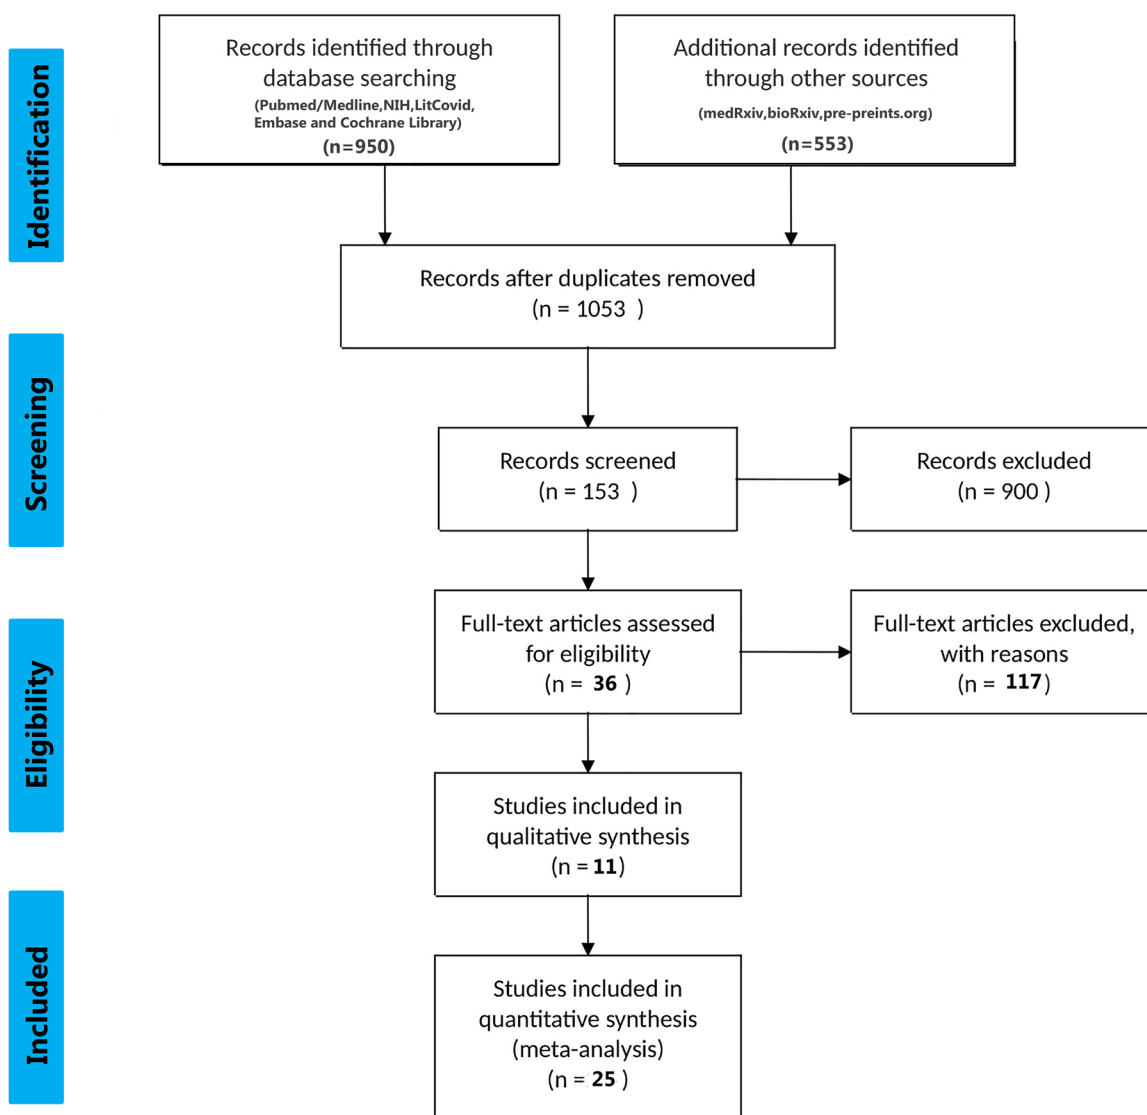 Identification
Records identified through
database searching
(Pubmed/Medline,NIH,LitCovid,
Embase and Cochrane Library)
(n=950)
Additional records identified
through other sources
(medRxiv,bioRxiv,pre-preints.org)
(n=553)
Records after duplicates removed
(n = 1053 )
Screening
Records screened
(n = 153 )
Records excluded
(n = 900 )
Eligibility
Full-text articles assessed
for eligibility
(n = 36 )
Full-text articles excluded,
with reasons
(n = 117)
Studies included in
qualitative synthesis
(n = 11)
Included
Studies included in
quantitative synthesis
(meta-analysis)
(n = 25 )